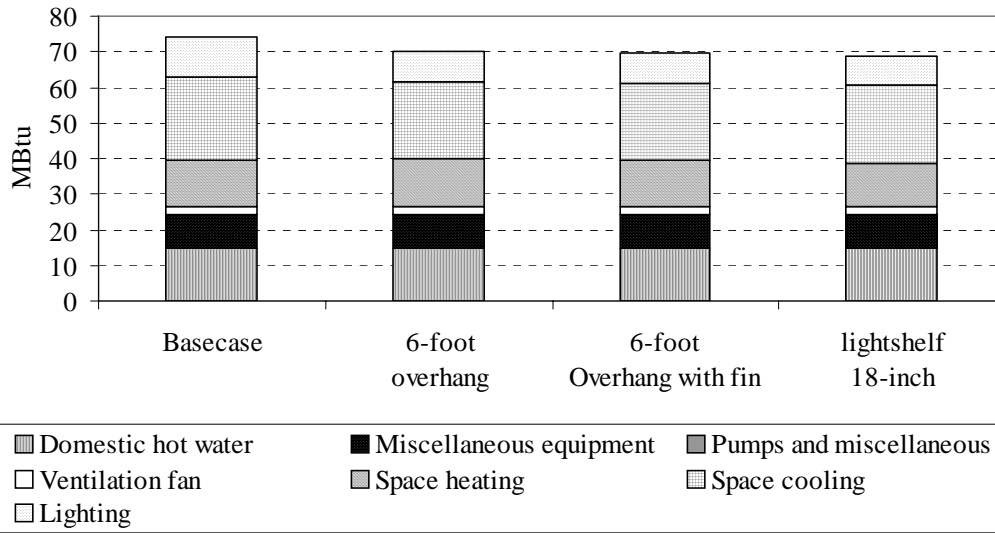 80
70
60
50
40
30
20
10
0
MBtu
Basecase
6-foot
overhang
6-foot
Overhang with fin
lightshelf
18-inch
Domestic hot water
Miscellaneous equipment
Pumps and miscellaneous
Ventilation fan
Space heating
Space cooling
Lighting